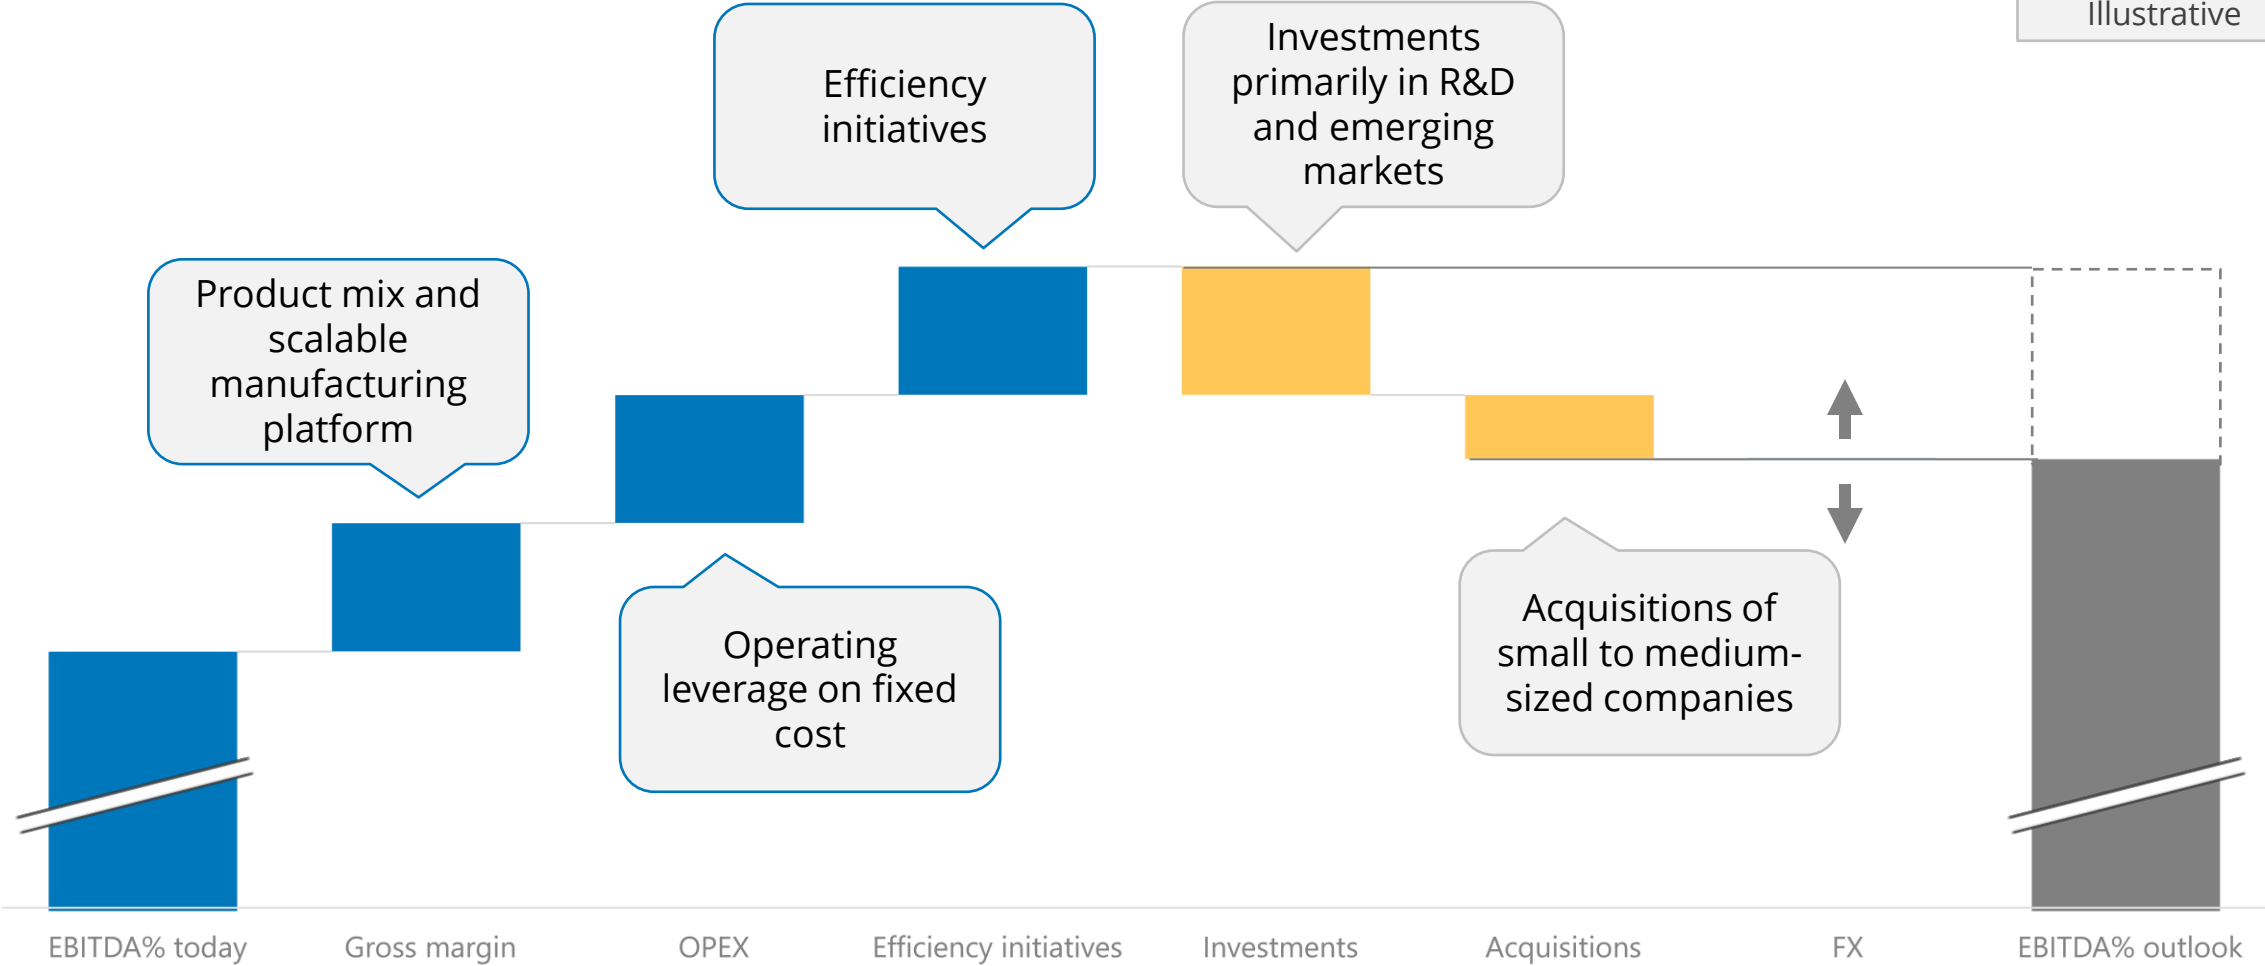 Illustrative
Efficiency
initiatives
Investments
primarily in R&D
and emerging
markets
Product mix and
scalable
manufacturing
platform
Operating
leverage on fixed
cost
Acquisitions of
small to medium-
sized companies
EBITDA% today
Gross margin
OPEX
Efficiency initiatives
Investments
Acquisitions
FX
EBITDA% outlook